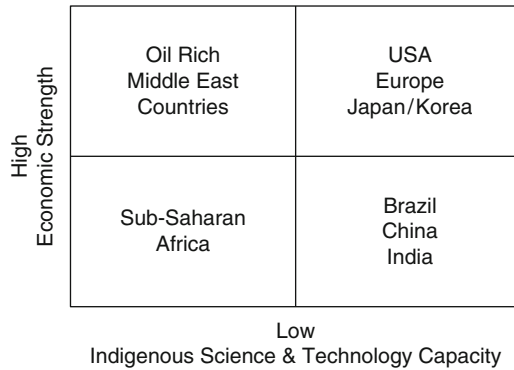 High
Economic Strength
Oil Rich
Middle East
Countries
USA
Europe
Japan/Korea
Sub-Saharan
Africa
Brazil
China
India
Low
Indigenous Science & Technology Capacity